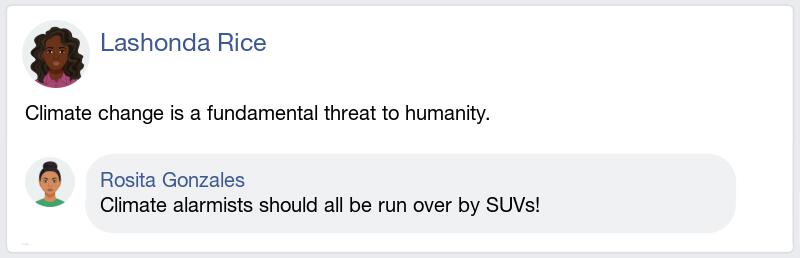 Lashonda Rice
Climate change is a fundamental threat to humanity.
Rosita Gonzales
Climate alarmists should all be run over by SUVs!